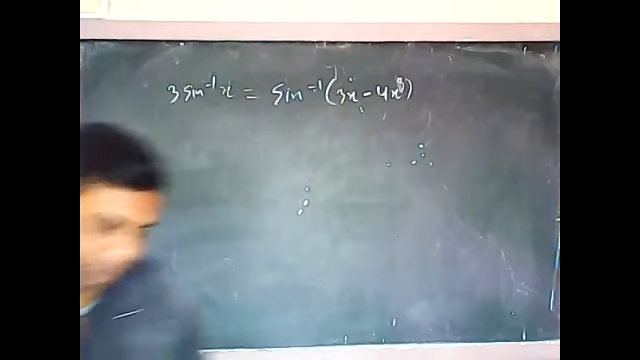 3 sin⁻¹x = sin⁻¹(3x - 4x³)